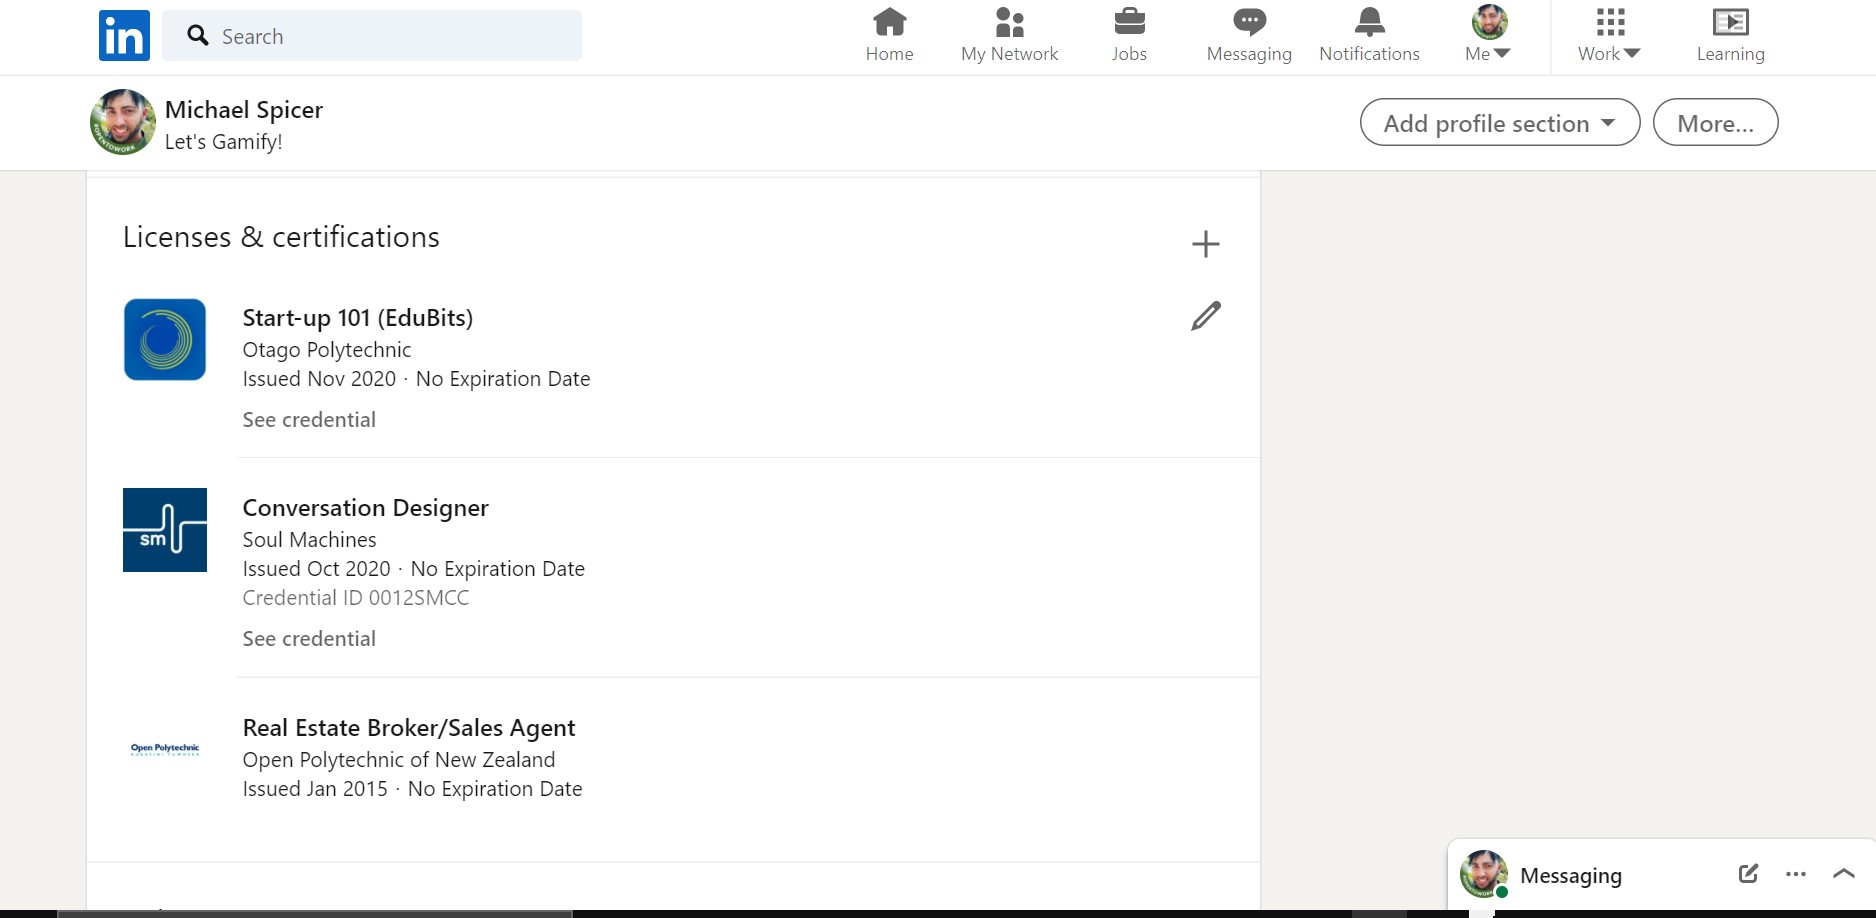 in
Search
Home
My Network
Jobs
Messaging
Notifications
Me
Work
Learning
Michael Spicer
Let's Gamify!
#OPENTOWORK
Add profile section
More...
Licenses & certifications
Start-up 101 (EduBits)
Otago Polytechnic
Issued Nov 2020 · No Expiration Date
See credential
sm
Conversation Designer
Soul Machines
Issued Oct 2020 · No Expiration Date
Credential ID 0012SMCC
See credential
Open Polytechnic
Real Estate Broker/Sales Agent
Open Polytechnic of New Zealand
Issued Jan 2015 · No Expiration Date
Messaging